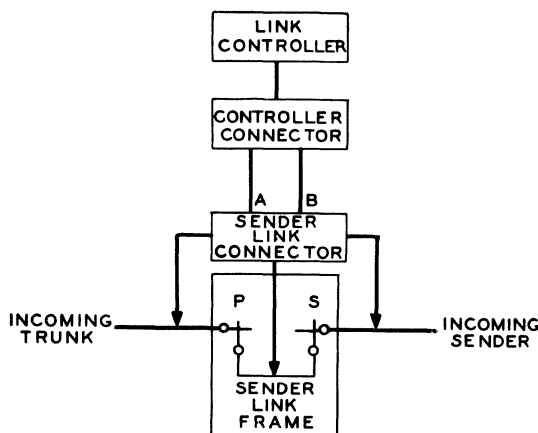 LINK
CONTROLLER
CONTROLLER
CONNECTOR
A B
SENDER
LINK
CONNECTOR
P S
INCOMING
TRUNK
INCOMING
SENDER
SENDER
LINK
FRAME